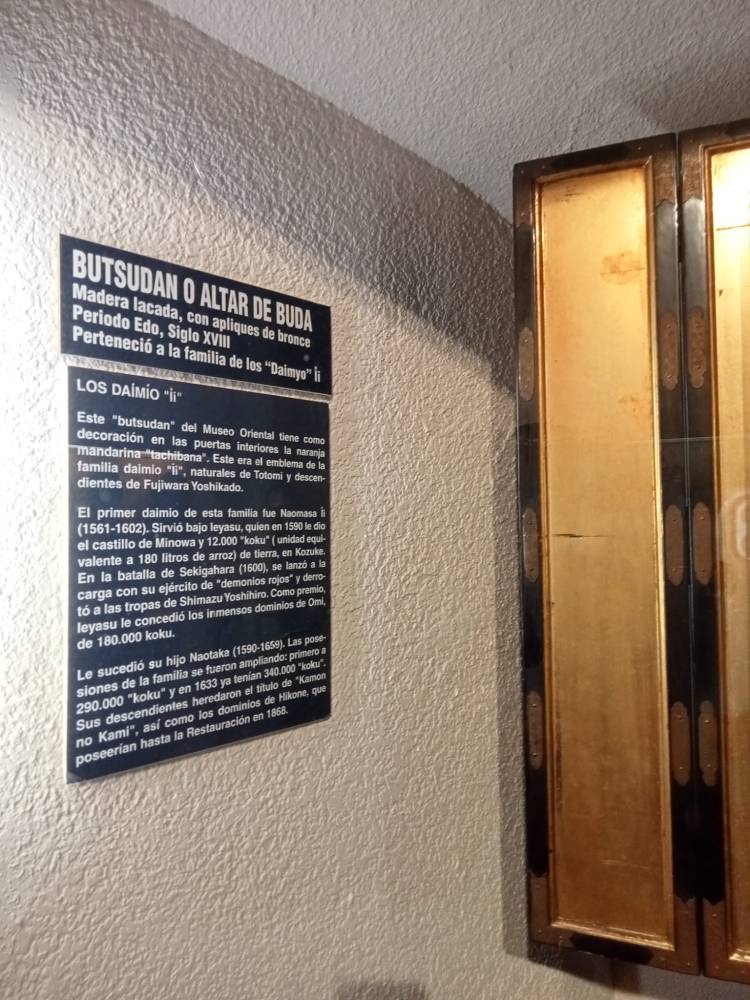 BUTSUDAN O ALTAR DE BUDA
Madera lacada, con apliques de bronce
Periodo Edo, Siglo XVIII
Perteneció a la familia de los "Daimyo" Íi
LOS DAÍMÍO "Íi"
Este "butsudan" del Museo Oriental tiene como
decoración en las puertas interiores la naranja
mandarina "tachibana". Este era el emblema de la
familia daimio "Íi", naturales de Totomi y descen-
dientes de Fujiwara Yoshikado.
El primer daimio de esta familia fue Naomasa Íi
(1561-1602). Sirvió bajo Ieyasu, quien en 1590 le dio
el castillo de Minowa y 12.000 "koku" ( unidad equi-
valente a 180 litros de arroz) de tierra, en Kozuke.
En la batalla de Sekigahara (1600), se lanzó a la
carga con su ejército de "demonios rojos" y derro-
tó a las tropas de Shimazu Yoshihiro. Como premio,
Ieyasu le concedió los inmensos dominios de Omi,
de 180.000 koku.
Le sucedió su hijo Naotaka (1590-1659). Las pose-
siones de la familia se fueron ampliando: primero a
290.000 "koku" y en 1633 ya tenían 340.000 "koku".
Sus descendientes heredaron el título de "Kamon
no Kami", así como los dominios de Hikone, que
poseerían hasta la Restauración en 1868.